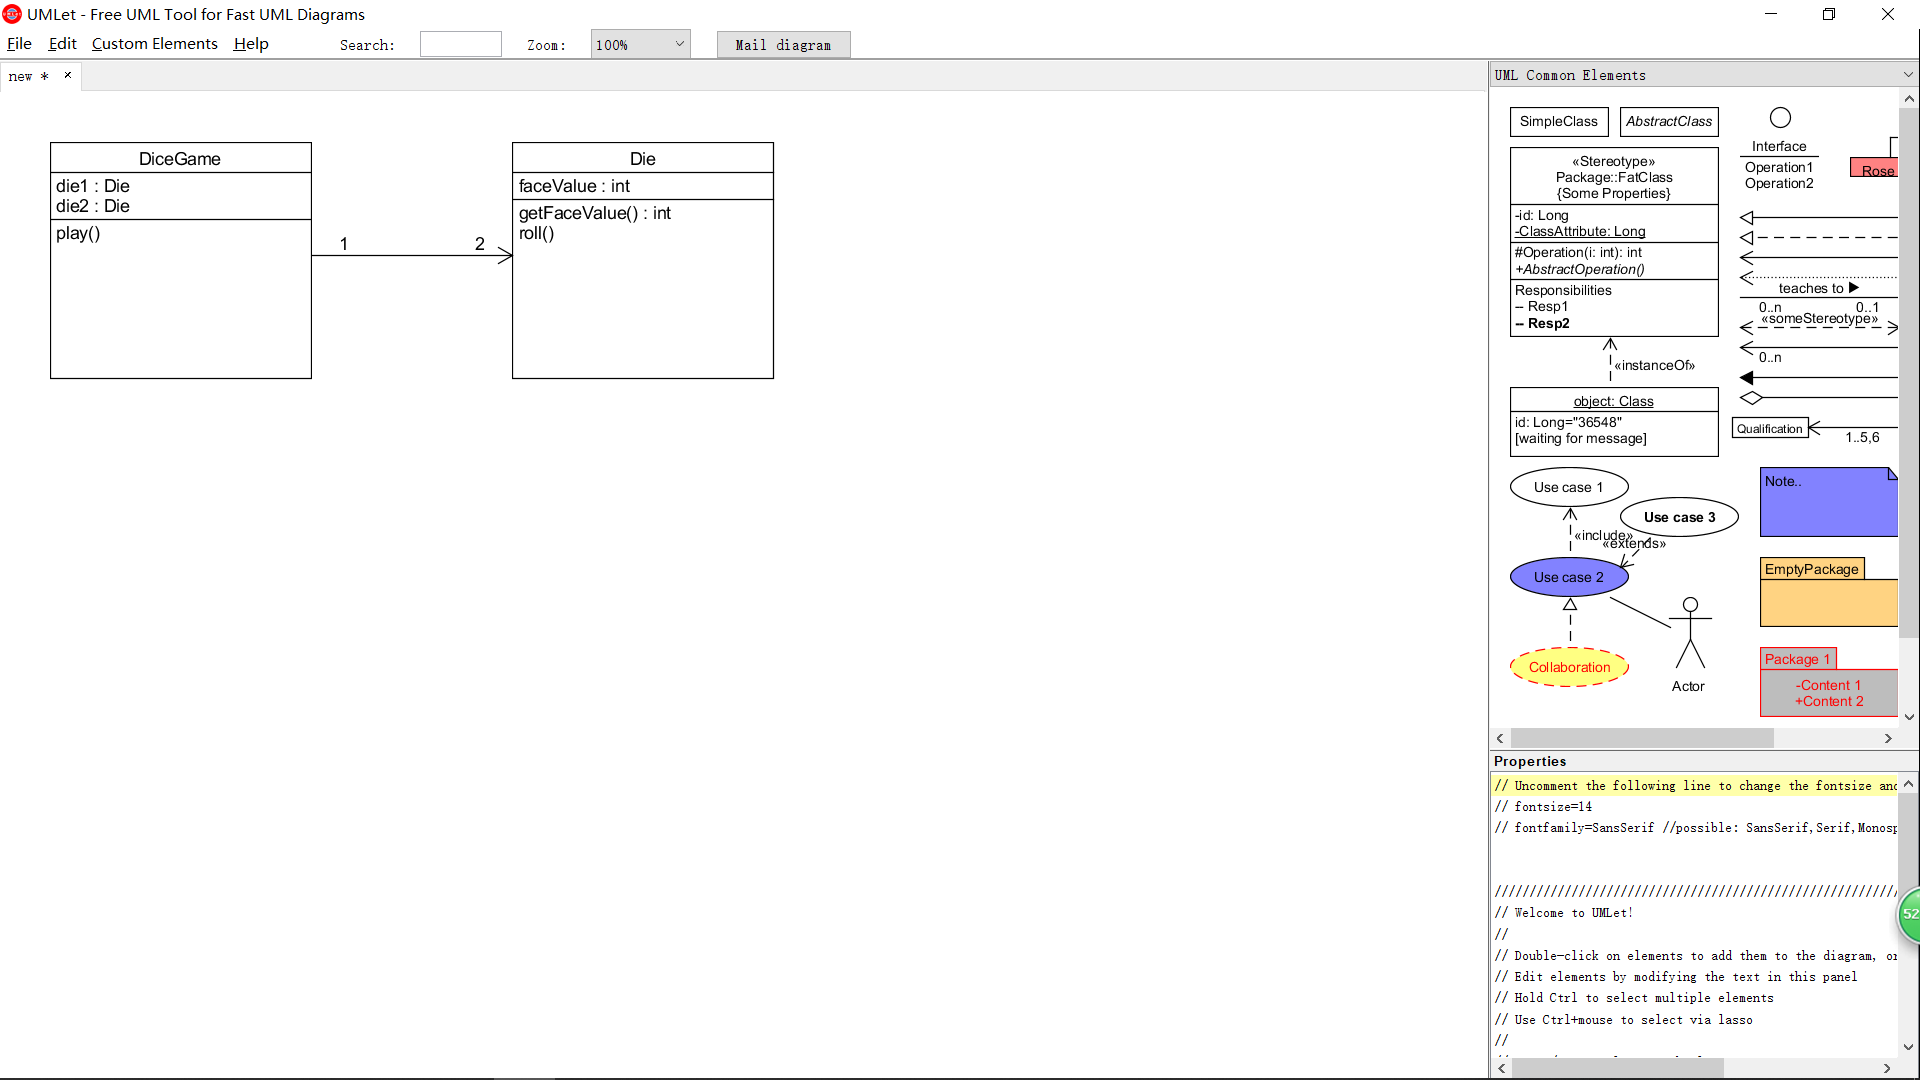 UMLet - Free UML Tool for Fast UML Diagrams
File Edit Custom Elements Help Search: Zoom: 100% Mail diagram
new *
UML Common Elements
DiceGame
die1 : Die
die2 : Die
play()
1
2
Die
faceValue : int
getFaceValue() : int
roll()
SimpleClass
AbstractClass
«Stereotype»
Package::FatClass
{Some Properties}
-id: Long
-ClassAttribute: Long
#Operation(i: int): int
+AbstractOperation()
Responsibilities
-- Resp1
-- Resp2
«instanceOf»
object: Class
id: Long="36548"
[waiting for message]
Interface
Operation1
Operation2
Rose
teaches to ▶
0..n
0..1
«someStereotype»
0..n
Qualification
1..5,6
Use case 1
Use case 3
«include»
«extends»
Use case 2
Collaboration
Actor
Note..
EmptyPackage
Package 1
-Content 1
+Content 2
Properties
// Uncomment the following line to change the fontsize and
// fontsize=14
// fontfamily=SansSerif //possible: SansSerif,Serif,Monosp
//////////////////////////////////////////////////////////
// Welcome to UMLet!
//
// Double-click on elements to add them to the diagram, or
// Edit elements by modifying the text in this panel
// Hold Ctrl to select multiple elements
// Use Ctrl+mouse to select via lasso
//
52